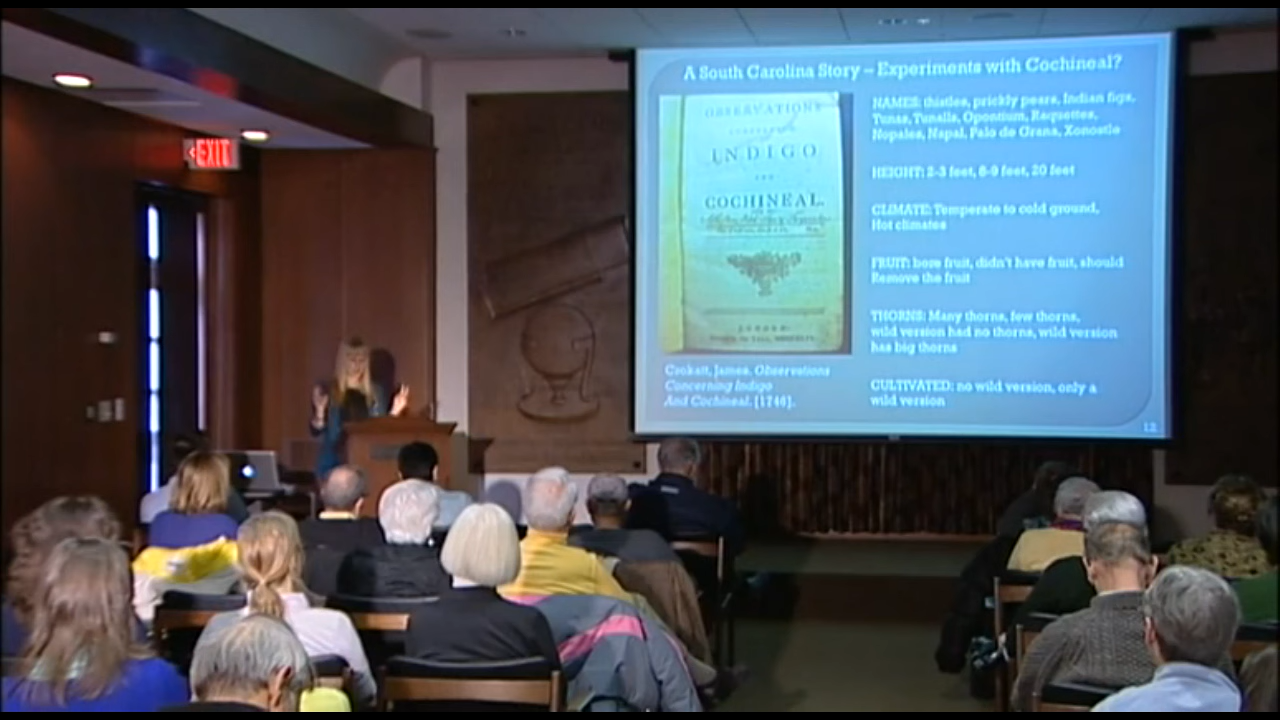 EXIT
A South Carolina Story – Experiments with Cochineal?
OBSERVATIONS
CONCERNING
INDIGO
AND
COCHINEAL.
LONDON:
Crokatt, James. Observations
Concerning Indigo
And Cochineal. [1746].
NAMES: thistles, prickly pears, Indian figs,
Tunas, Tunalls, Opontium, Raquettes,
Nopales, Napal, Palo de Grana, Xonostle
HEIGHT: 2-3 feet, 8-9 feet, 20 feet
CLIMATE: Temperate to cold ground,
Hot climates
FRUIT: bore fruit, didn't have fruit, should
Remove the fruit
THORNS: Many thorns, few thorns,
wild version had no thorns, wild version
has big thorns
CULTIVATED: no wild version, only a
wild version
12